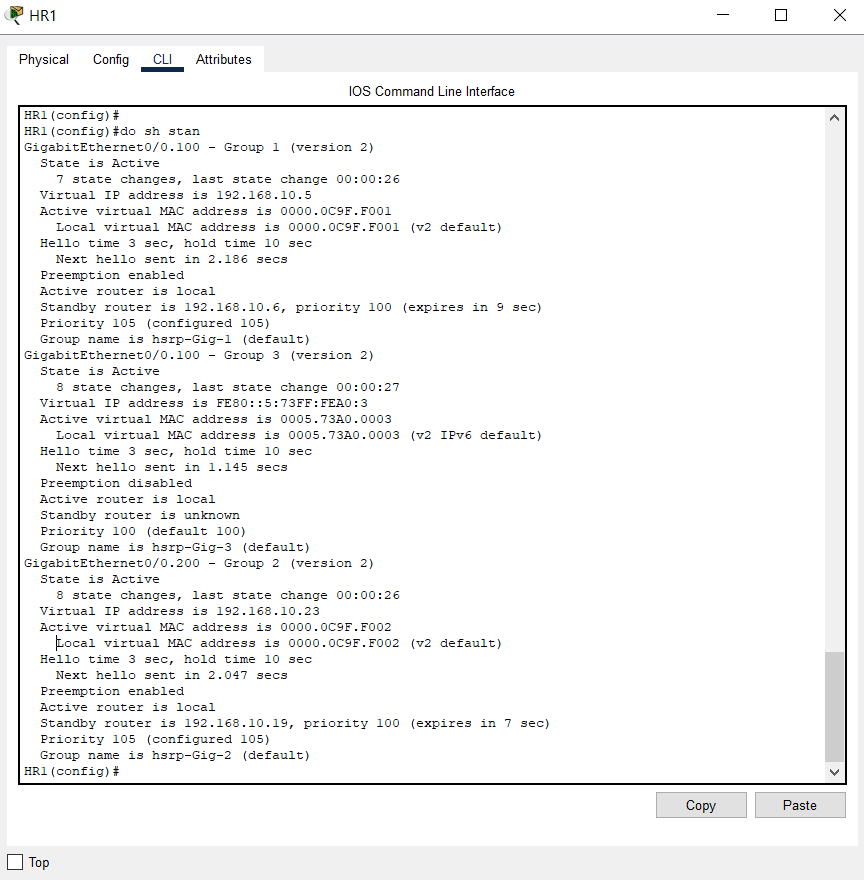 HR1
Physical Config CLI Attributes
IOS Command Line Interface
HR1(config)#
HR1(config)#do sh stan
GigabitEthernet0/0.100 - Group 1 (version 2)
  State is Active
    7 state changes, last state change 00:00:26
  Virtual IP address is 192.168.10.5
  Active virtual MAC address is 0000.0C9F.F001
    Local virtual MAC address is 0000.0C9F.F001 (v2 default)
  Hello time 3 sec, hold time 10 sec
    Next hello sent in 2.186 secs
  Preemption enabled
  Active router is local
  Standby router is 192.168.10.6, priority 100 (expires in 9 sec)
  Priority 105 (configured 105)
  Group name is hsrp-Gig-1 (default)
GigabitEthernet0/0.100 - Group 3 (version 2)
  State is Active
    8 state changes, last state change 00:00:27
  Virtual IP address is FE80::5:73FF:FEA0:3
  Active virtual MAC address is 0005.73A0.0003
    Local virtual MAC address is 0005.73A0.0003 (v2 IPv6 default)
  Hello time 3 sec, hold time 10 sec
    Next hello sent in 1.145 secs
  Preemption disabled
  Active router is local
  Standby router is unknown
  Priority 100 (default 100)
  Group name is hsrp-Gig-3 (default)
GigabitEthernet0/0.200 - Group 2 (version 2)
  State is Active
    8 state changes, last state change 00:00:26
  Virtual IP address is 192.168.10.23
  Active virtual MAC address is 0000.0C9F.F002
    Local virtual MAC address is 0000.0C9F.F002 (v2 default)
  Hello time 3 sec, hold time 10 sec
    Next hello sent in 2.047 secs
  Preemption enabled
  Active router is local
  Standby router is 192.168.10.19, priority 100 (expires in 7 sec)
  Priority 105 (configured 105)
  Group name is hsrp-Gig-2 (default)
HR1(config)#
Copy Paste
Top